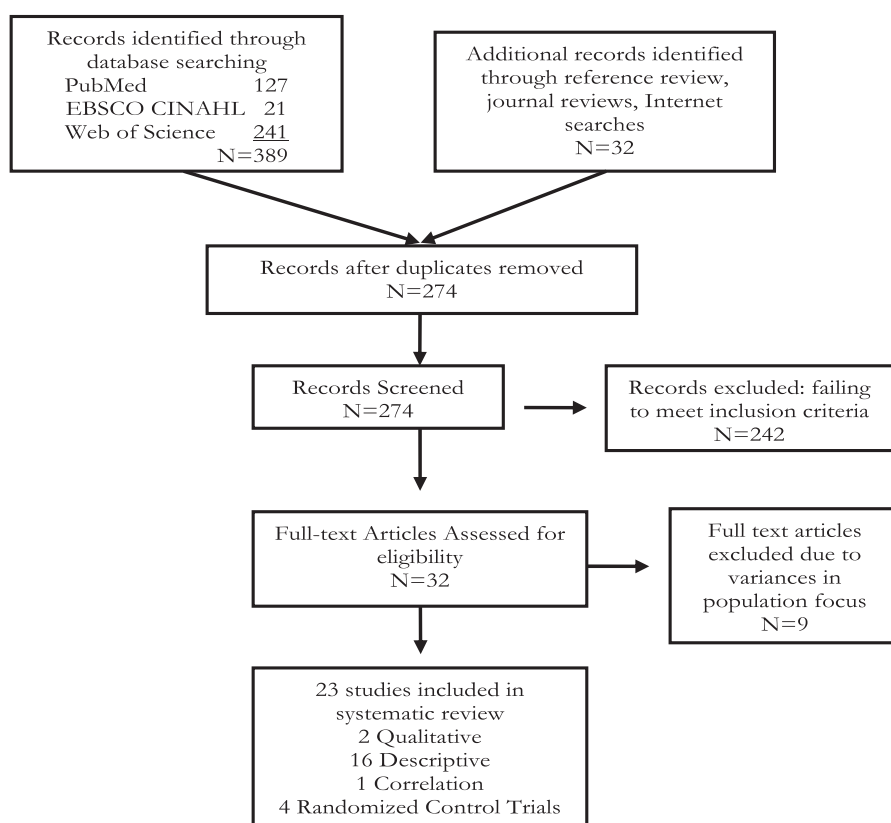 Records identified through
database searching
PubMed 127
EBSCO CINAHL 21
Web of Science 241
N=389
Additional records identified
through reference review,
journal reviews, Internet
searches
N=32
Records after duplicates removed
N=274
Records Screened
N=274
Records excluded: failing
to meet inclusion criteria
N=242
Full-text Articles Assessed for
eligibility
N=32
Full text articles
excluded due to
variances in
population focus
N=9
23 studies included in
systematic review
2 Qualitative
16 Descriptive
1 Correlation
4 Randomized Control Trials